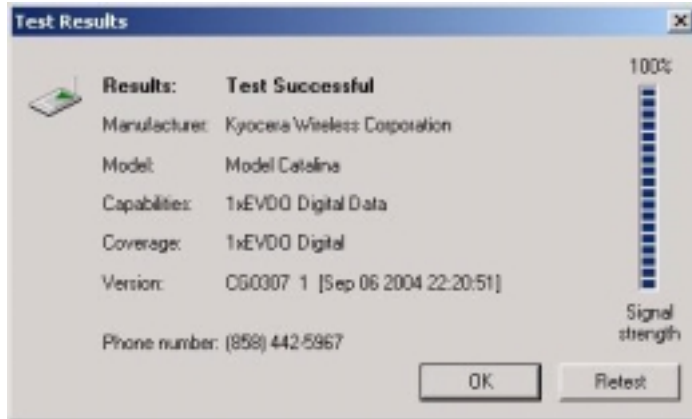 Test Results
100%
Results: Test Successful
Manufacturer: Kyocera Wireless Corporation
Model: Model Catalina
Capabilities: 1xEVDO Digital Data
Coverage: 1xEVDO Digital
Version: CG0307 1 [Sep 06 2004 22:20:51]
Signal
strength
Phone number: (858) 442-5967
OK
Retest